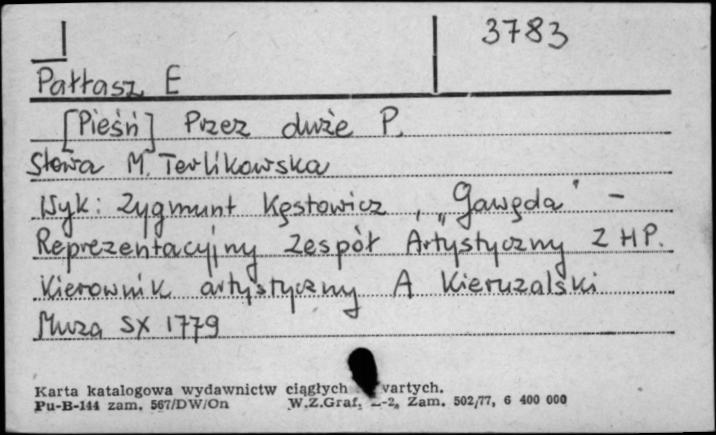 3783
Pałłasz E
[Pieśń] Przez duże P.
Słowa M. Terlikowska
Wyk: Zygmunt Kęstowicz, „Gawęda" –
Reprezentacyjny Zespół Artystyczny ZHP.
Kierownik artystyczny A Kieruzalski
Muza SX 1779
Karta katalogowa wydawnictw ciągłych wartych.
Pu-B-144 zam. 567/DW/On W.Z.Graf. -2, Zam. 502/77, 6 400 000